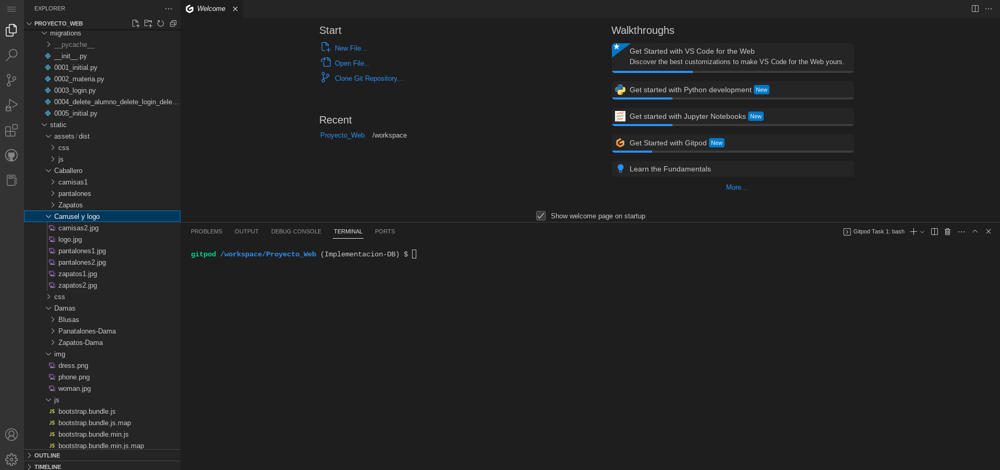 EXPLORER
PROYECTO_WEB
migrations
__pycache__
__init__.py
0001_initial.py
0002_materia.py
0003_login.py
0004_delete_alumno_delete_login_dele...
0005_initial.py
static
assets / dist
css
js
Caballero
camisas1
pantalones
Zapatos
Carrusel y logo
camisas2.jpg
logo.jpg
pantalones1.jpg
pantalones2.jpg
zapatos1.jpg
zapatos2.jpg
css
Damas
Blusas
Panatalones-Dama
Zapatos-Dama
img
dress.png
phone.png
woman.jpg
js
JS bootstrap.bundle.js
JS bootstrap.bundle.js.map
JS bootstrap.bundle.min.js
JS bootstrap.bundle.min.js.map
OUTLINE
TIMELINE
Welcome
Start
New File...
Open File...
Clone Git Repository...
Recent
Proyecto_Web /workspace
Walkthroughs
Get Started with VS Code for the Web
Discover the best customizations to make VS Code for the Web yours.
Get started with Python development New
Get started with Jupyter Notebooks New
Get Started with Gitpod New
Learn the Fundamentals
More...
Show welcome page on startup
PROBLEMS OUTPUT DEBUG CONSOLE TERMINAL PORTS
Gitpod Task 1: bash
gitpod /workspace/Proyecto_Web (Implementacion-DB) $